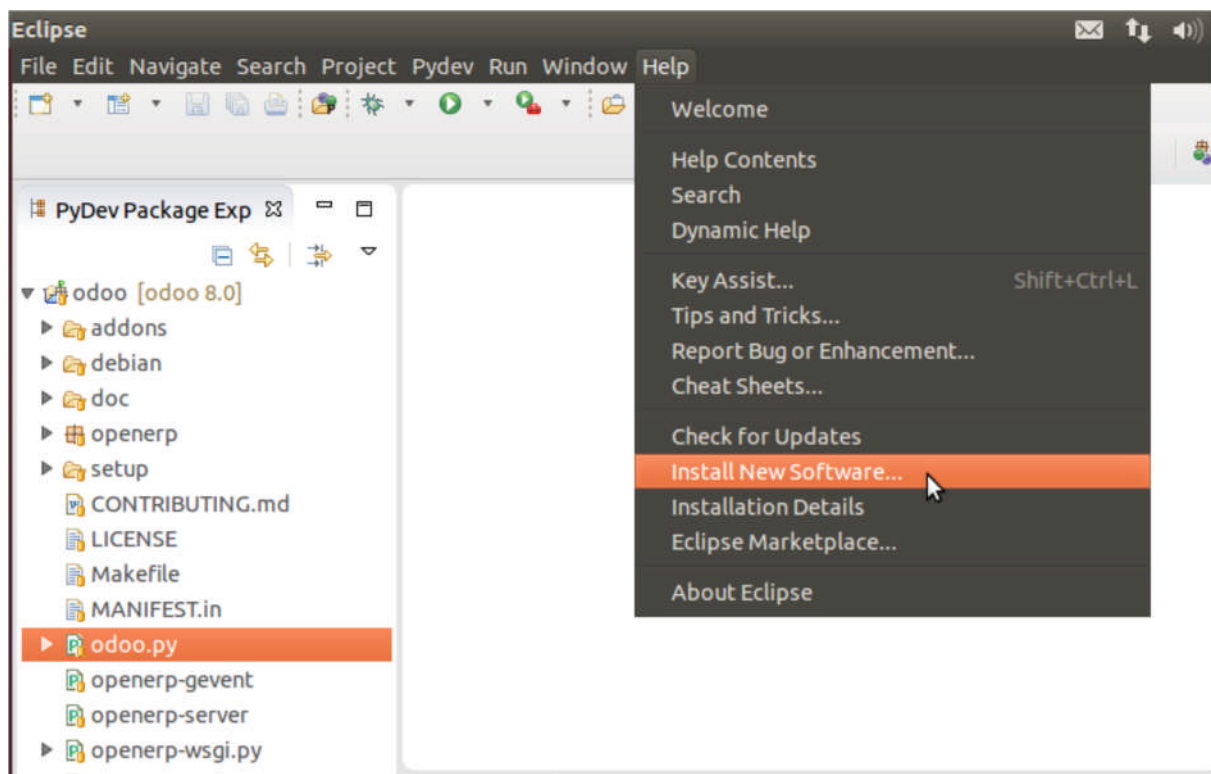 Eclipse
File Edit Navigate Search Project Pydev Run Window Help
Welcome
Help Contents
Search
Dynamic Help
Key Assist... Shift+Ctrl+L
Tips and Tricks...
Report Bug or Enhancement...
Cheat Sheets...
Check for Updates
Install New Software...
Installation Details
Eclipse Marketplace...
About Eclipse
PyDev Package Exp
odoo [odoo 8.0]
addons
debian
doc
openerp
setup
CONTRIBUTING.md
LICENSE
Makefile
MANIFEST.in
odoo.py
openerp-gevent
openerp-server
openerp-wsgi.py